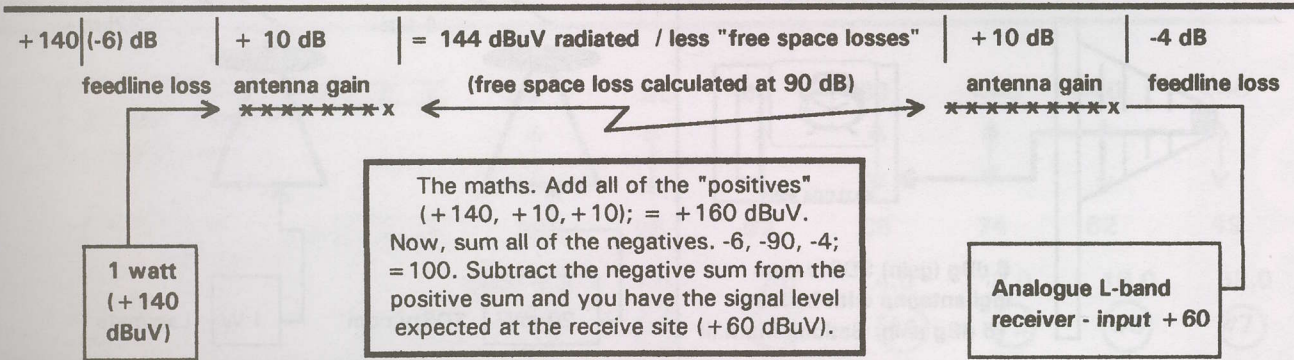 +140 (-6) dB + 10 dB = 144 dBuV radiated / less "free space losses" +10 dB -4 dB
feedline loss antenna gain (free space loss calculated at 90 dB) antenna gain feedline loss
The maths. Add all of the "positives"
(+140, +10, +10); = +160 dBuV.
Now, sum all of the negatives. -6, -90, -4;
=100. Subtract the negative sum from the
positive sum and you have the signal level
expected at the receive site (+60 dBuV).
1 watt
(+140
dBuV)
Analogue L-band
receiver - input +60